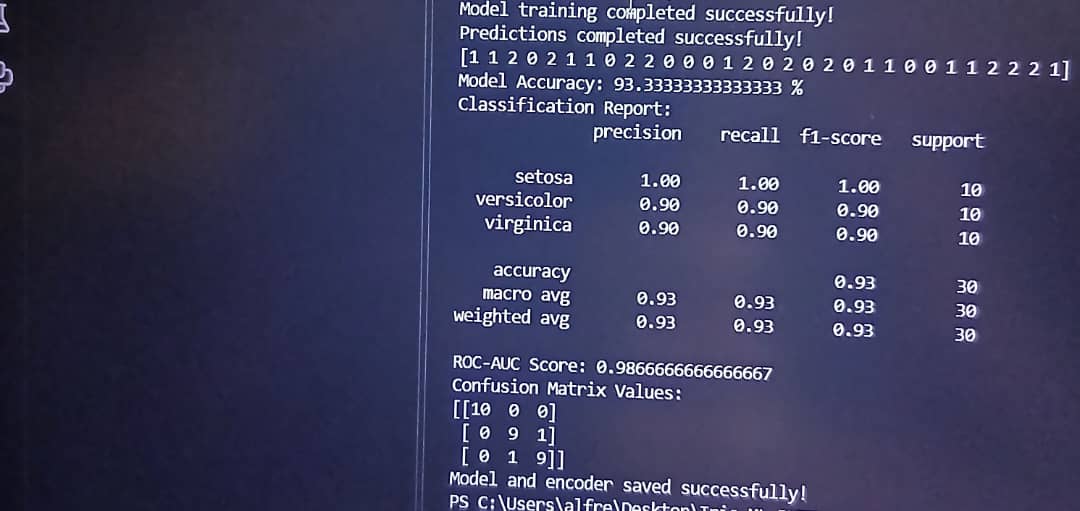 Model training completed successfully!
Predictions completed successfully!
[1 1 2 0 2 1 1 0 2 2 0 0 0 1 2 0 2 0 2 0 1 1 0 0 1 1 2 2 2 1]
Model Accuracy: 93.33333333333333 %
Classification Report:
precision recall f1-score support
setosa 1.00 1.00 1.00 10
versicolor 0.90 0.90 0.90 10
virginica 0.90 0.90 0.90 10
accuracy 0.93 30
macro avg 0.93 0.93 0.93 30
weighted avg 0.93 0.93 0.93 30
ROC-AUC Score: 0.9866666666666667
Confusion Matrix Values:
[[10 0 0]
[ 0 9 1]
[ 0 1 9]]
Model and encoder saved successfully!
PS C:\Users\alfre\Desktop\